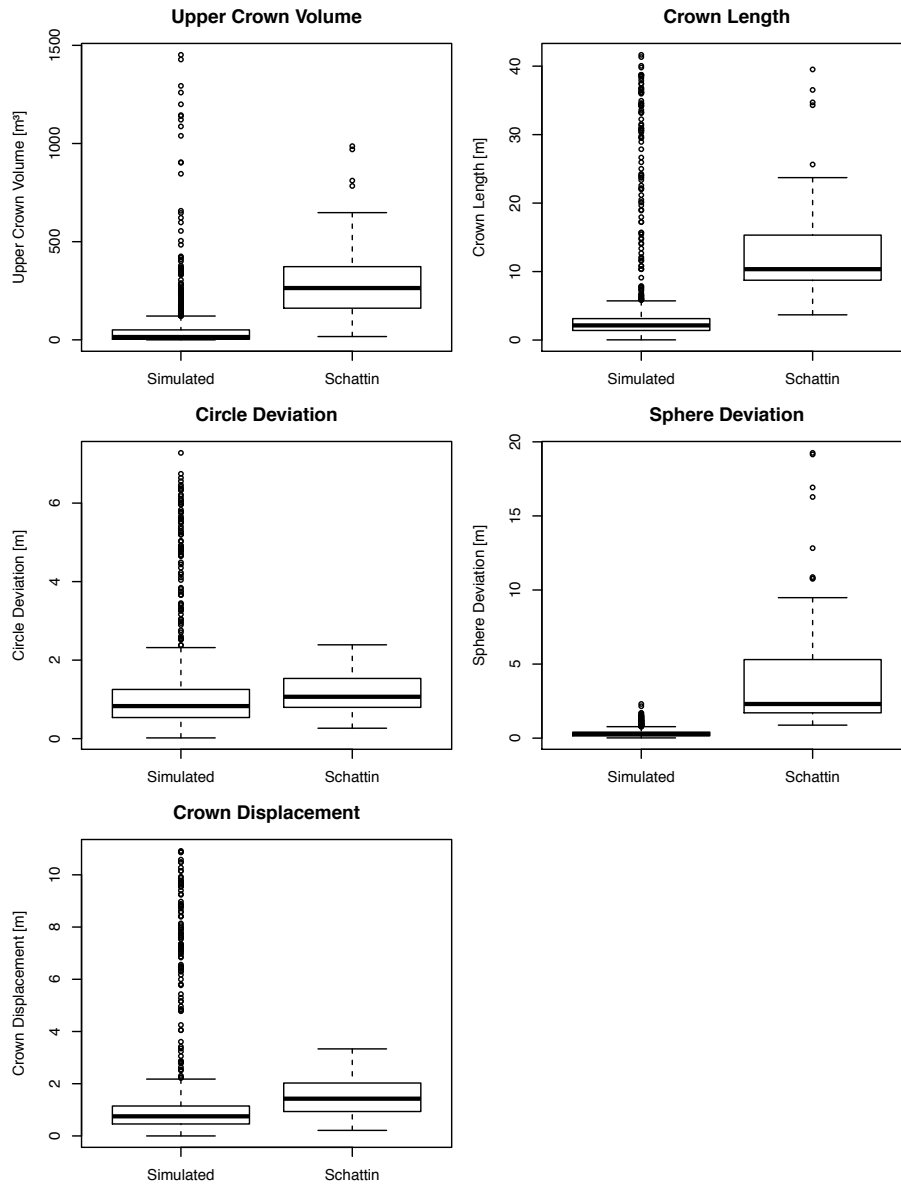 Upper Crown Volume
Upper Crown Volume [m³]
1500
1000
500
0
Simulated
Schattin
Crown Length
Crown Length [m]
40
30
20
10
0
Simulated
Schattin
Circle Deviation
Circle Deviation [m]
6
4
2
0
Simulated
Schattin
Sphere Deviation
Sphere Deviation [m]
20
15
10
5
0
Simulated
Schattin
Crown Displacement
Crown Displacement [m]
10
8
6
4
2
0
Simulated
Schattin